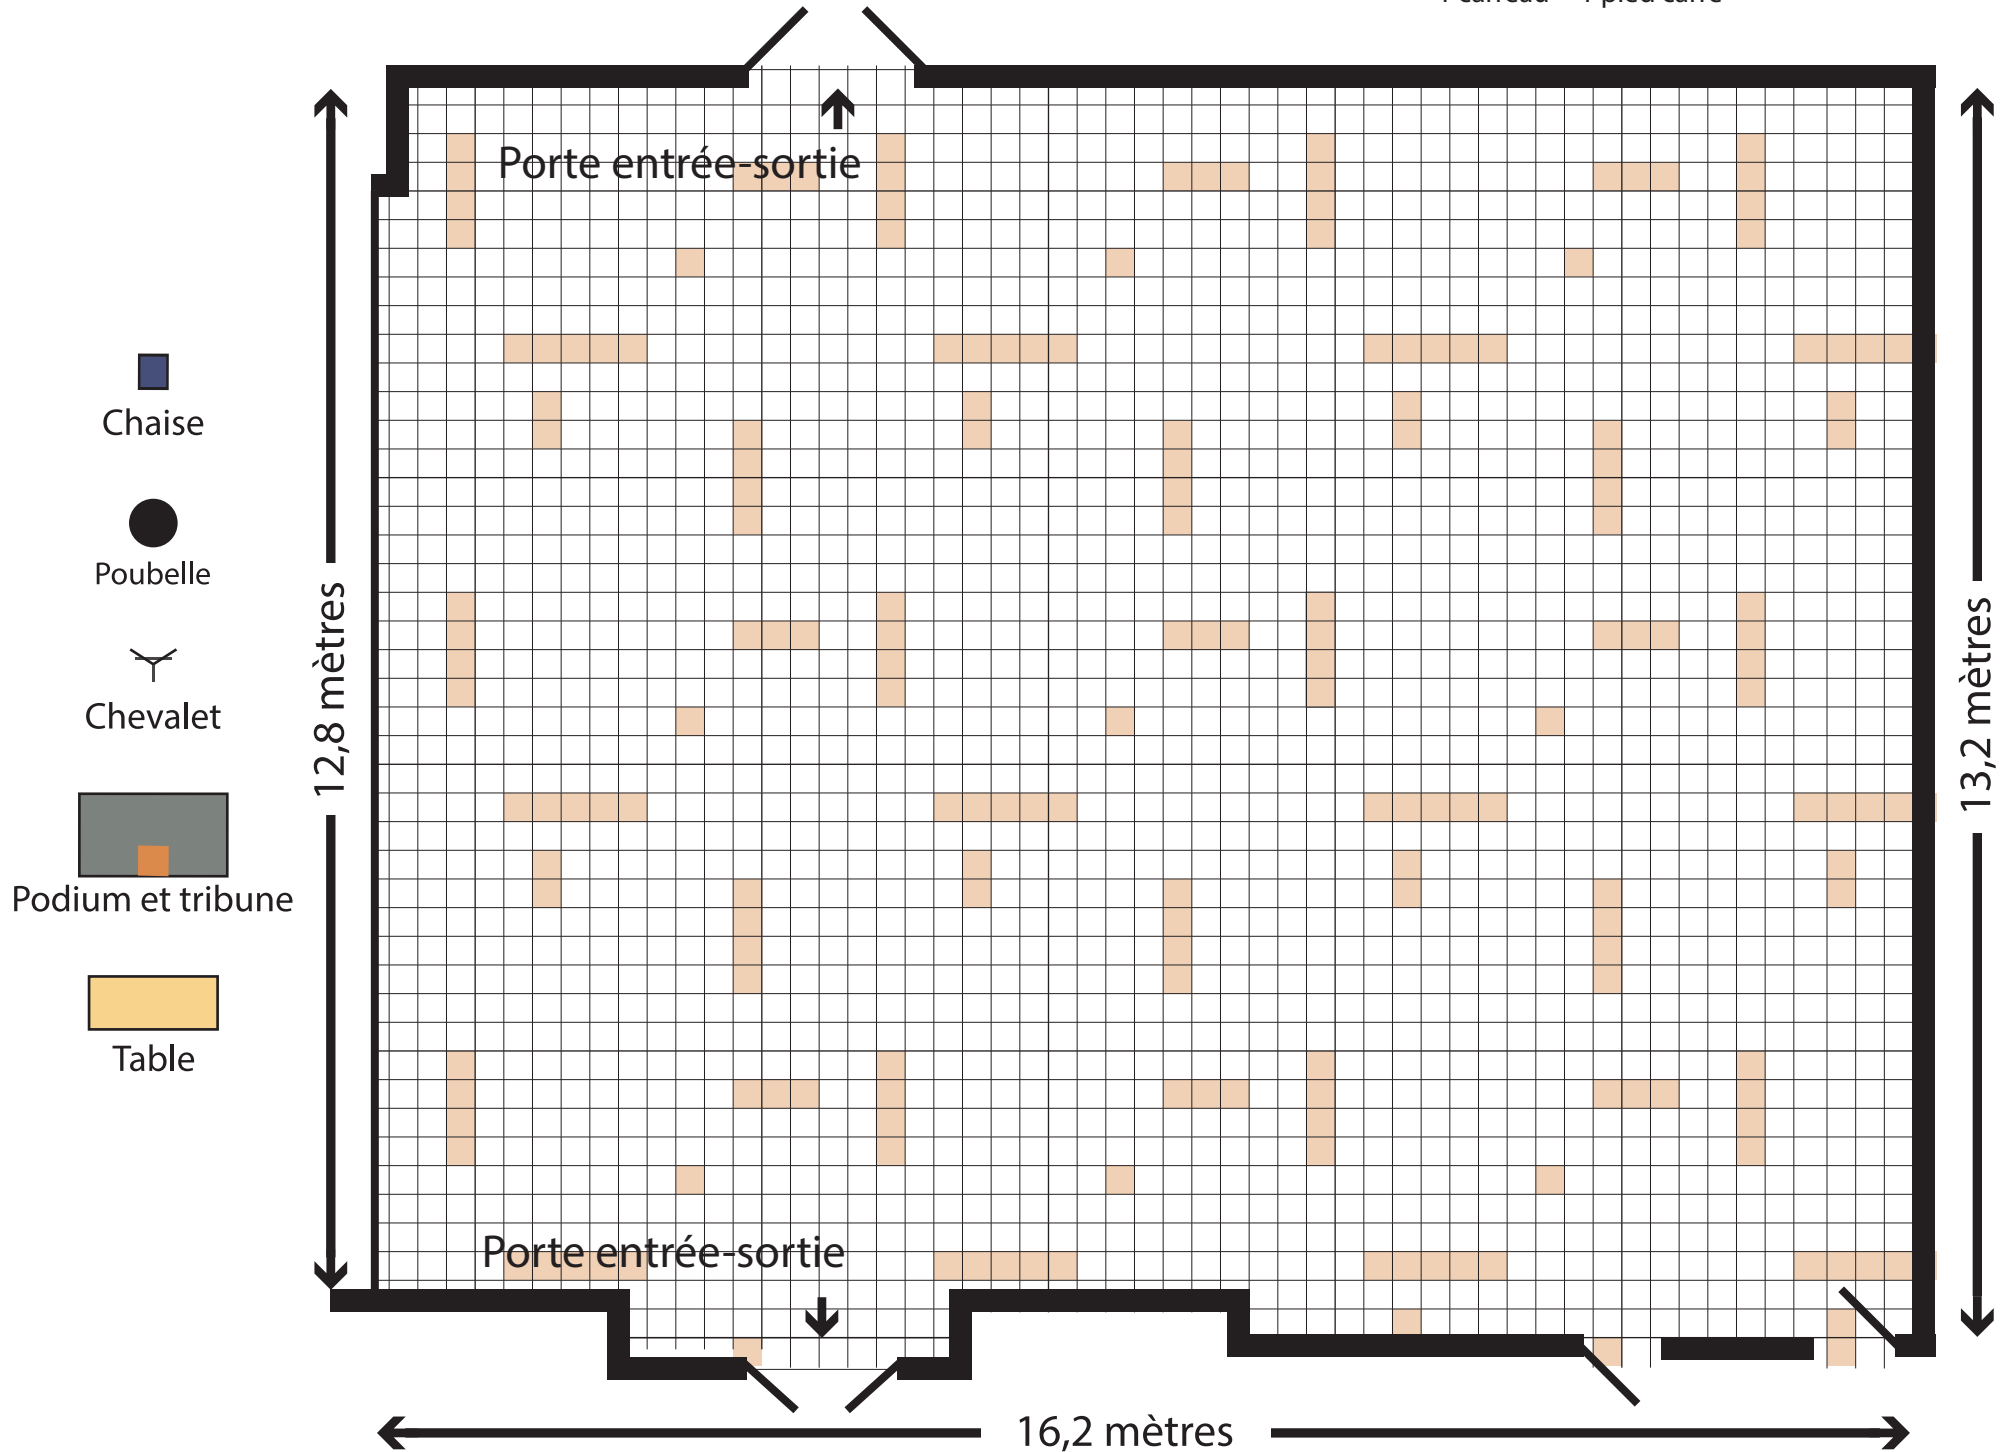 Porte entrée-sortie
Chaise
Poubelle
Chevalet
Podium et tribune
Table
12,8 mètres
13,2 mètres
Porte entrée-sortie
16,2 mètres